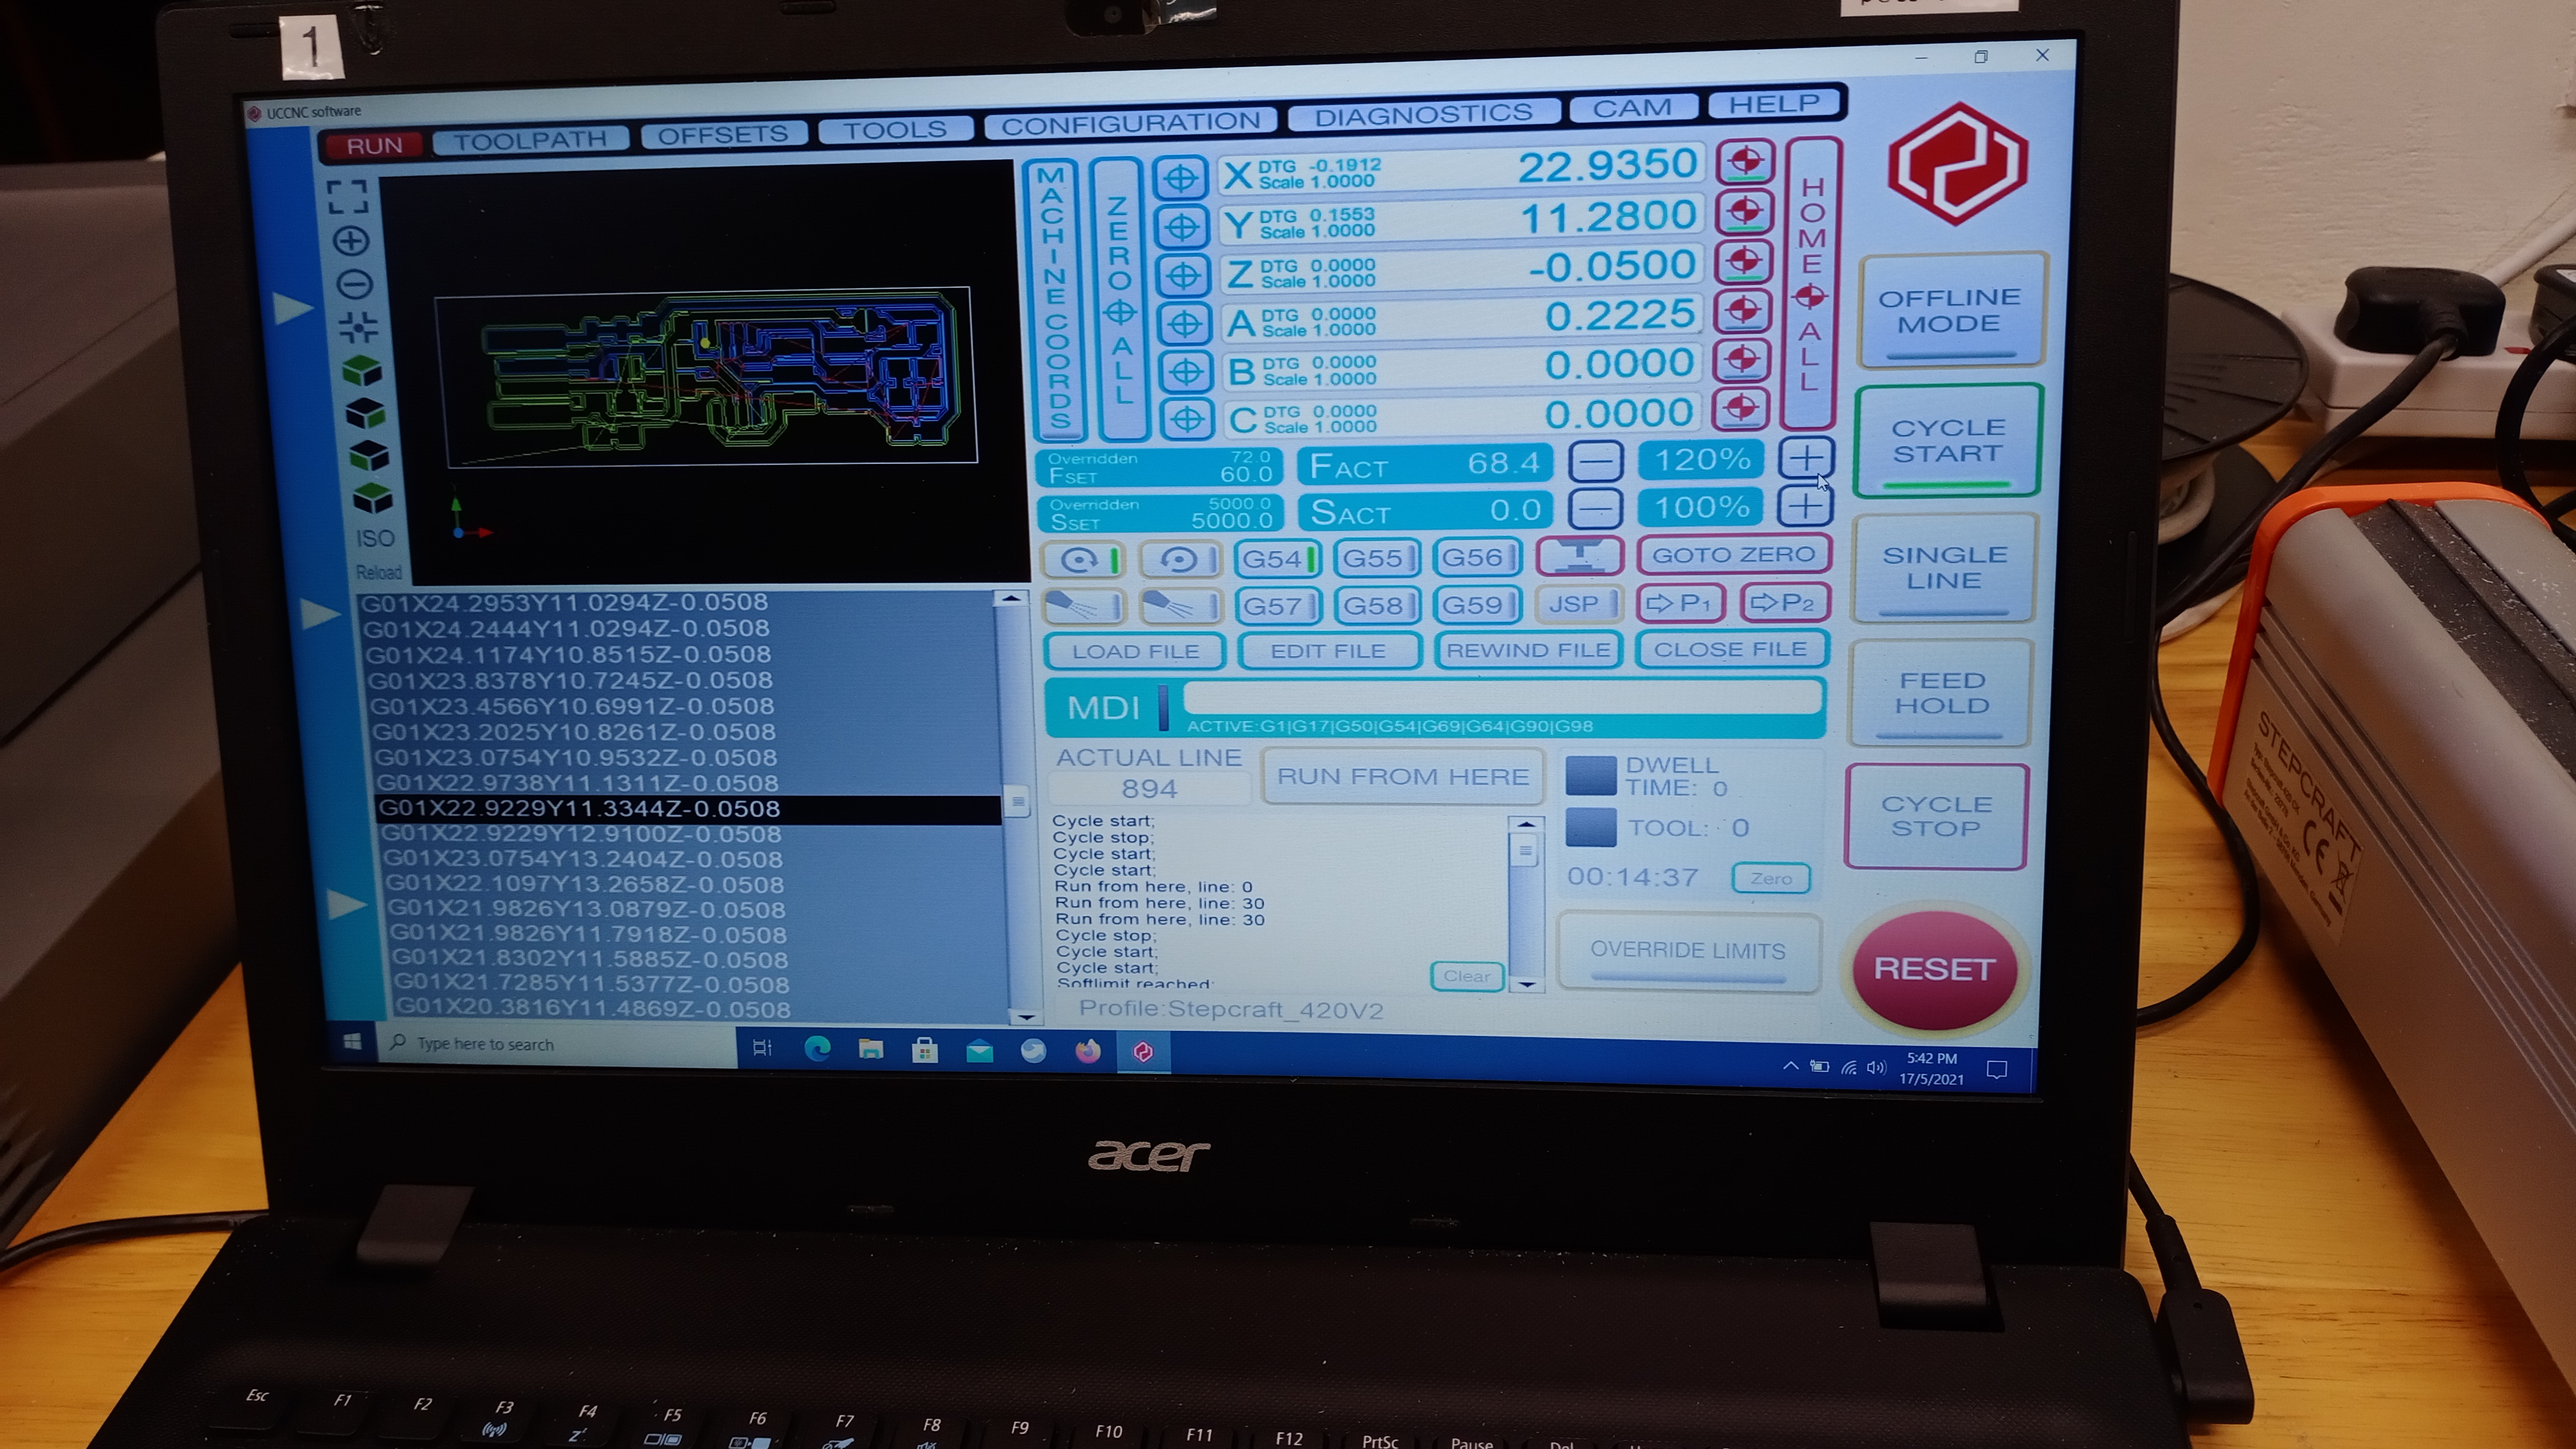 1
UCCNC software
RUN TOOLPATH OFFSETS TOOLS CONFIGURATION DIAGNOSTICS CAM HELP
MACHINE COORDS
ZERO ALL
X DTG -0.1912 22.9350
Scale 1.0000
Y DTG 0.1553 11.2800
Scale 1.0000
Z DTG 0.0000 -0.0500
Scale 1.0000
A DTG 0.0000 0.2225
Scale 1.0000
B DTG 0.0000 0.0000
Scale 1.0000
C DTG 0.0000 0.0000
Scale 1.0000
HOME ALL
OFFLINE
MODE
CYCLE
START
SINGLE
LINE
FEED
HOLD
CYCLE
STOP
RESET
Overridden 72.0
FSET 60.0
FACT 68.4
120%
Overridden 5000.0
SSET 5000.0
SACT 0.0
100%
G54 G55 G56 GOTO ZERO
G57 G58 G59 JSP P1 P2
LOAD FILE EDIT FILE REWIND FILE CLOSE FILE
MDI
ACTIVE:G1|G17|G50|G54|G69|G64|G90|G98
ISO
Reload
G01X24.2953Y11.0294Z-0.0508
G01X24.2444Y11.0294Z-0.0508
G01X24.1174Y10.8515Z-0.0508
G01X23.8378Y10.7245Z-0.0508
G01X23.4566Y10.6991Z-0.0508
G01X23.2025Y10.8261Z-0.0508
G01X23.0754Y10.9532Z-0.0508
G01X22.9738Y11.1311Z-0.0508
G01X22.9229Y11.3344Z-0.0508
G01X22.9229Y12.9100Z-0.0508
G01X23.0754Y13.2404Z-0.0508
G01X22.1097Y13.2658Z-0.0508
G01X21.9826Y13.0879Z-0.0508
G01X21.9826Y11.7918Z-0.0508
G01X21.8302Y11.5885Z-0.0508
G01X21.7285Y11.5377Z-0.0508
G01X20.3816Y11.4869Z-0.0508
ACTUAL LINE
894
RUN FROM HERE
DWELL
TIME: 0
TOOL: 0
00:14:37 Zero
OVERRIDE LIMITS
Cycle start;
Cycle stop;
Cycle start;
Cycle start;
Run from here, line: 0
Run from here, line: 30
Run from here, line: 30
Cycle stop;
Cycle start;
Cycle start;
Softlimit reached;
Clear
Profile:Stepcraft_420V2
Type here to search
5:42 PM
17/5/2021
acer
STEPCRAFT
CE
Esc F1 F2 F3 F4 F5 F6 F7 F8 F9 F10 F11 F12 PrtSc Pause